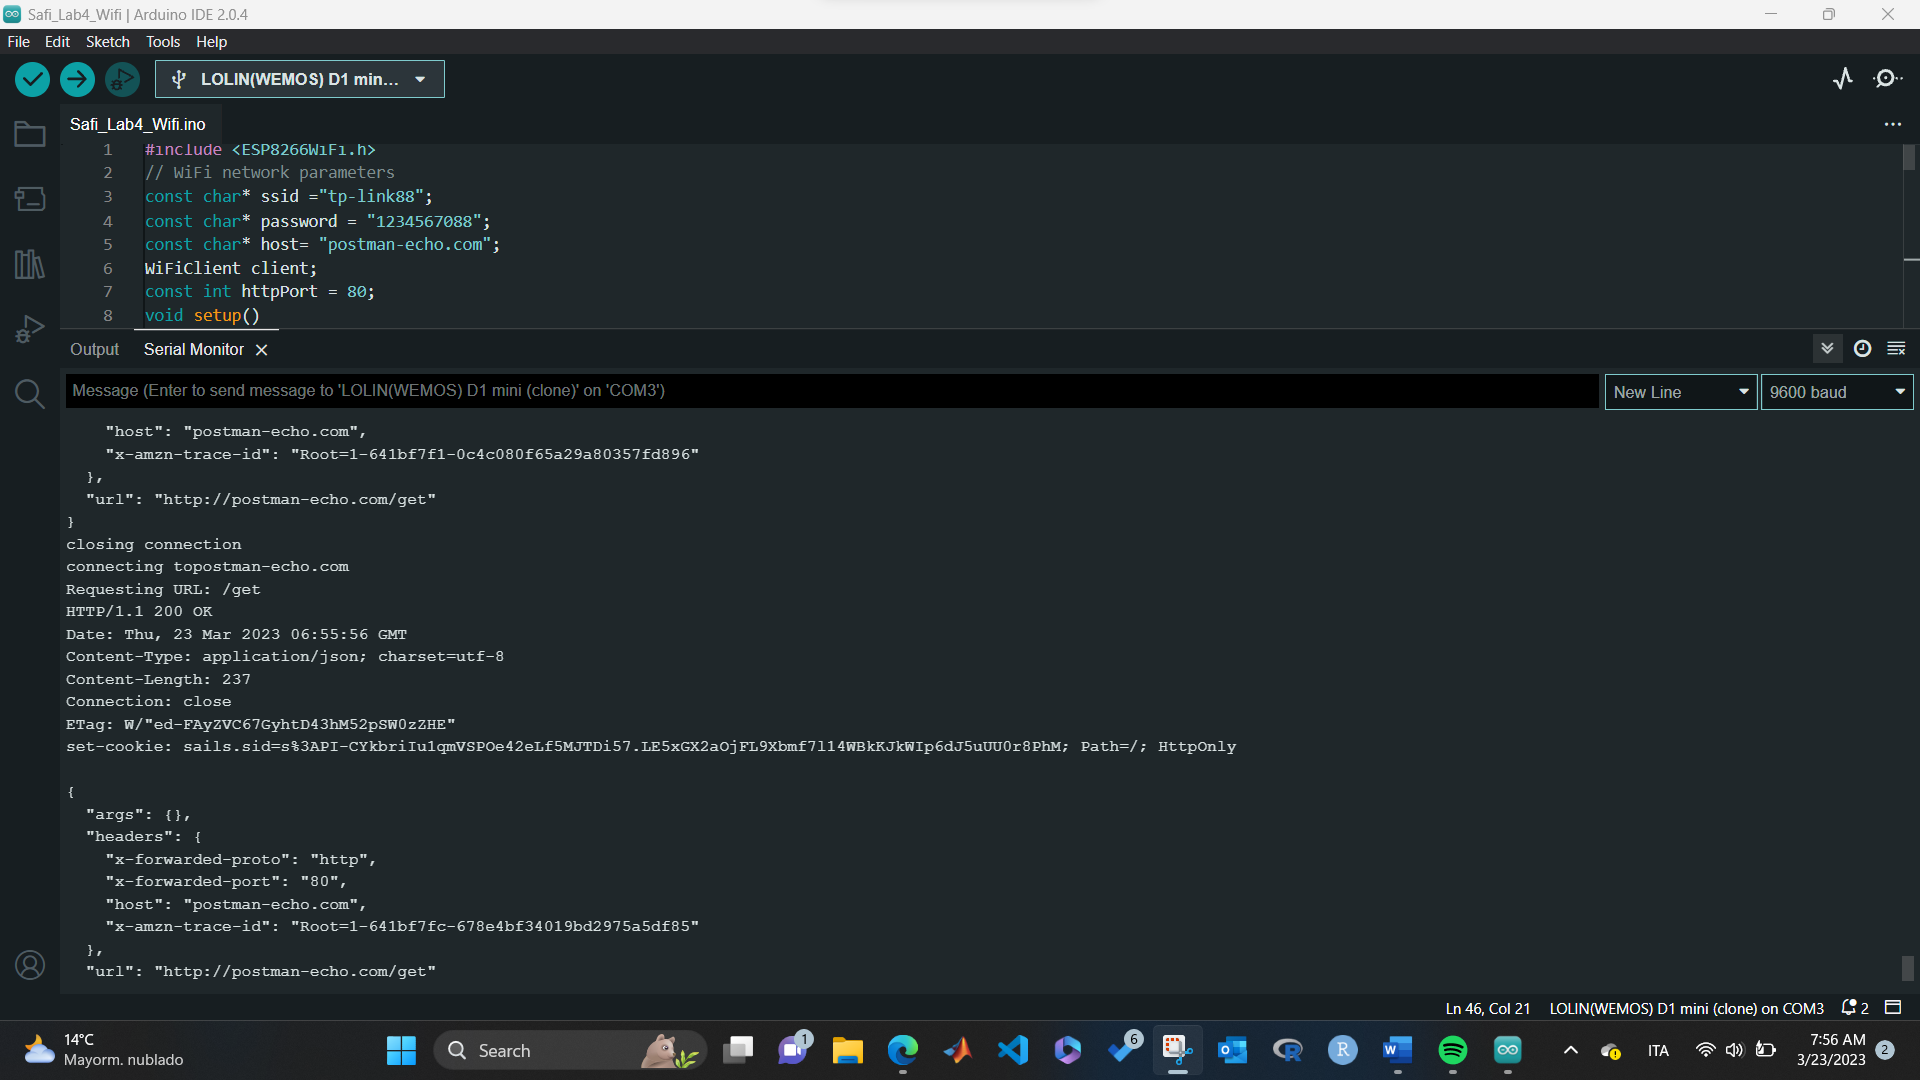 Safi_Lab4_Wifi | Arduino IDE 2.0.4
File Edit Sketch Tools Help
LOLIN(WEMOS) D1 min...
Safi_Lab4_Wifi.ino
1 #include <ESP8266WiFi.h>
2 // WiFi network parameters
3 const char* ssid ="tp-link88";
4 const char* password = "1234567088";
5 const char* host= "postman-echo.com";
6 WiFiClient client;
7 const int httpPort = 80;
8 void setup()
Output Serial Monitor
Message (Enter to send message to 'LOLIN(WEMOS) D1 mini (clone)' on 'COM3')
New Line 9600 baud
"host": "postman-echo.com",
"x-amzn-trace-id": "Root=1-641bf7f1-0c4c080f65a29a80357fd896"
},
"url": "http://postman-echo.com/get"
}
closing connection
connecting topostman-echo.com
Requesting URL: /get
HTTP/1.1 200 OK
Date: Thu, 23 Mar 2023 06:55:56 GMT
Content-Type: application/json; charset=utf-8
Content-Length: 237
Connection: close
ETag: W/"ed-FAyZVC67GyhtD43hM52pSW0zZHE"
set-cookie: sails.sid=s%3API-CYkbriIu1qmVSPOe42eLf5MJTDi57.LE5xGX2aOjFL9Xbmf7l14WBkKJkWIp6dJ5uUU0r8PhM; Path=/; HttpOnly
{
"args": {},
"headers": {
"x-forwarded-proto": "http",
"x-forwarded-port": "80",
"host": "postman-echo.com",
"x-amzn-trace-id": "Root=1-641bf7fc-678e4bf34019bd2975a5df85"
},
"url": "http://postman-echo.com/get"
Ln 46, Col 21 LOLIN(WEMOS) D1 mini (clone) on COM3 2
14°C
Mayorm. nublado
Search
1
6
ITA
7:56 AM
3/23/2023
2